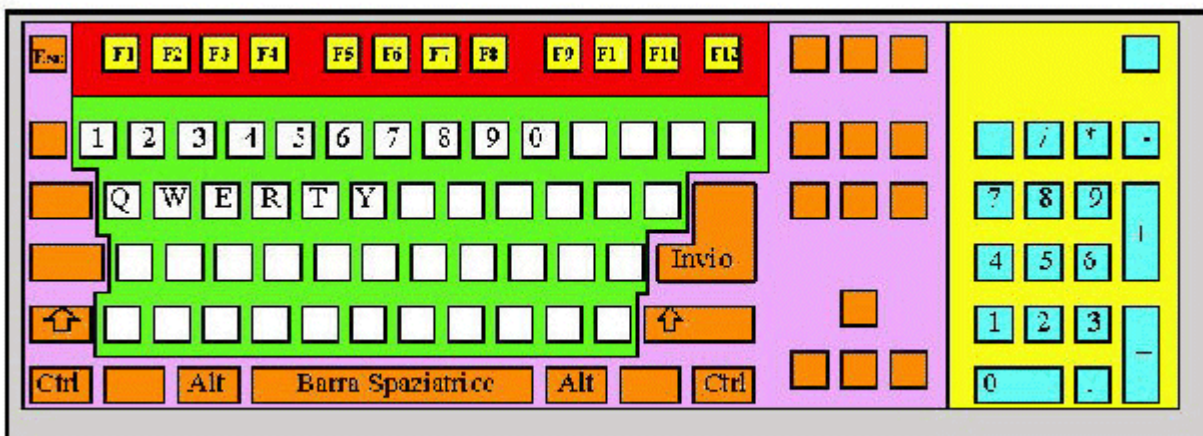 Esc F1 F2 F3 F4 F5 F6 F7 F8 F9 F1 F11 F12
1 2 3 4 5 6 7 8 9 0 / * -
Q W E R T Y 7 8 9 +
Invio 4 5 6
1 2 3
Ctrl Alt Barra Spaziatrice Alt Ctrl 0 .